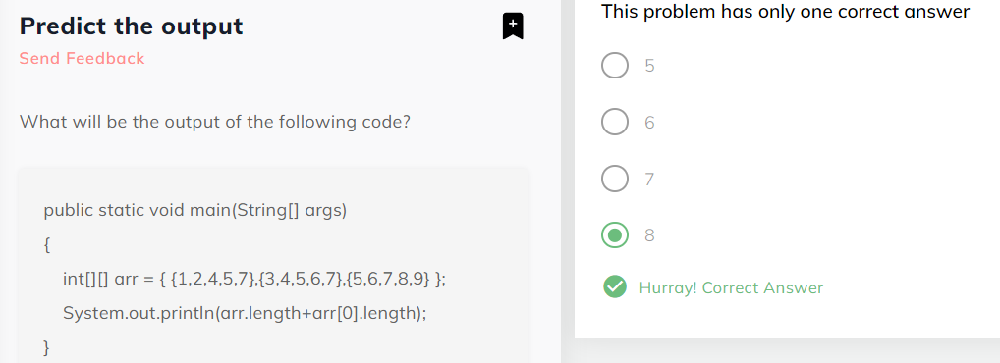 Predict the output
Send Feedback
What will be the output of the following code?
public static void main(String[] args)
{
int[][] arr = { {1,2,4,5,7},{3,4,5,6,7},{5,6,7,8,9} };
System.out.println(arr.length+arr[0].length);
}
This problem has only one correct answer
5
6
7
8
Hurray! Correct Answer